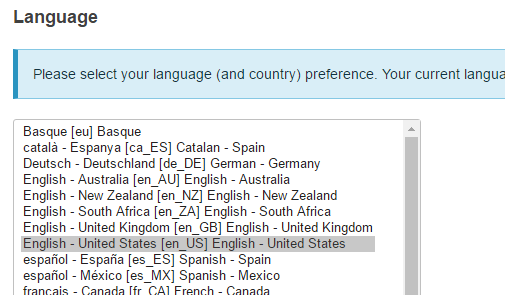 Language
Please select your language (and country) preference. Your current langua
Basque [eu] Basque
català - Espanya [ca_ES] Catalan - Spain
Deutsch - Deutschland [de_DE] German - Germany
English - Australia [en_AU] English - Australia
English - New Zealand [en_NZ] English - New Zealand
English - South Africa [en_ZA] English - South Africa
English - United Kingdom [en_GB] English - United Kingdom
English - United States [en_US] English - United States
español - España [es_ES] Spanish - Spain
español - México [es_MX] Spanish - Mexico
français - Canada [fr_CA] French - Canada